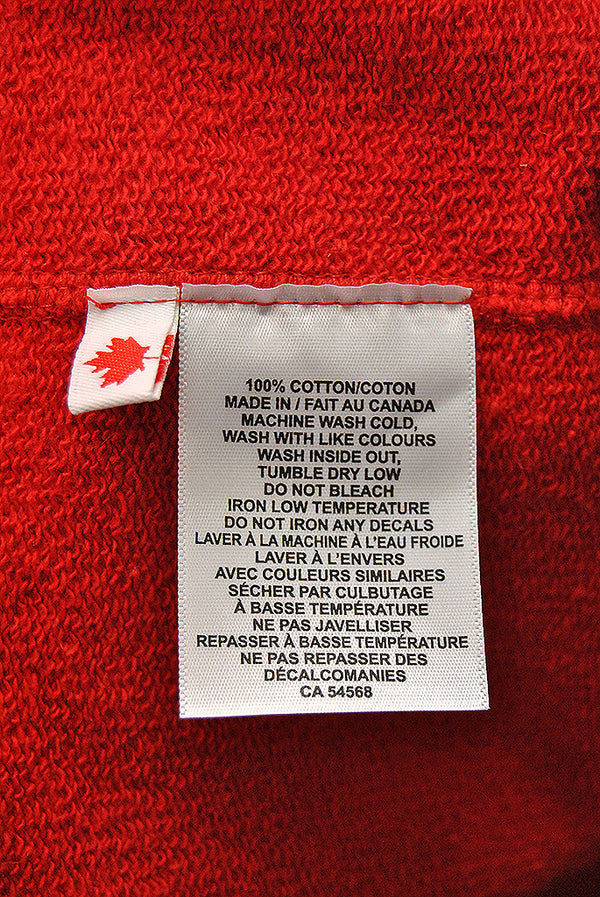 100% COTTON/COTON
MADE IN / FAIT AU CANADA
MACHINE WASH COLD,
WASH WITH LIKE COLOURS
WASH INSIDE OUT,
TUMBLE DRY LOW
DO NOT BLEACH
IRON LOW TEMPERATURE
DO NOT IRON ANY DECALS
LAVER À LA MACHINE À L'EAU FROIDE
LAVER À L'ENVERS
AVEC COULEURS SIMILAIRES
SÉCHER PAR CULBUTAGE
À BASSE TEMPÉRATURE
NE PAS JAVELLISER
REPASSER À BASSE TEMPÉRATURE
NE PAS REPASSER DES
DÉCALCOMANIES
CA 54568